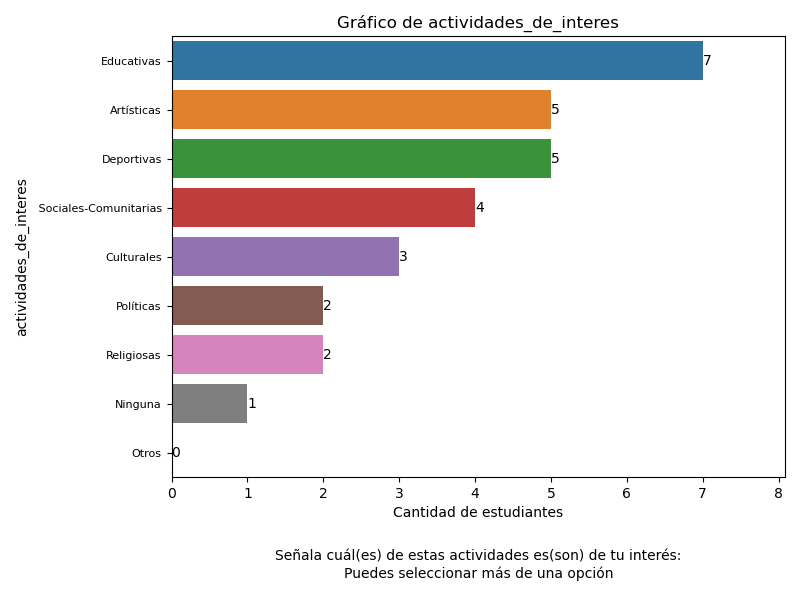 Gráfico de actividades_de_interes
actividades_de_interes
Educativas 7
Artísticas 5
Deportivas 5
Sociales-Comunitarias 4
Culturales 3
Políticas 2
Religiosas 2
Ninguna 1
Otros 0
0 1 2 3 4 5 6 7 8
Cantidad de estudiantes
Señala cuál(es) de estas actividades es(son) de tu interés:
Puedes seleccionar más de una opción